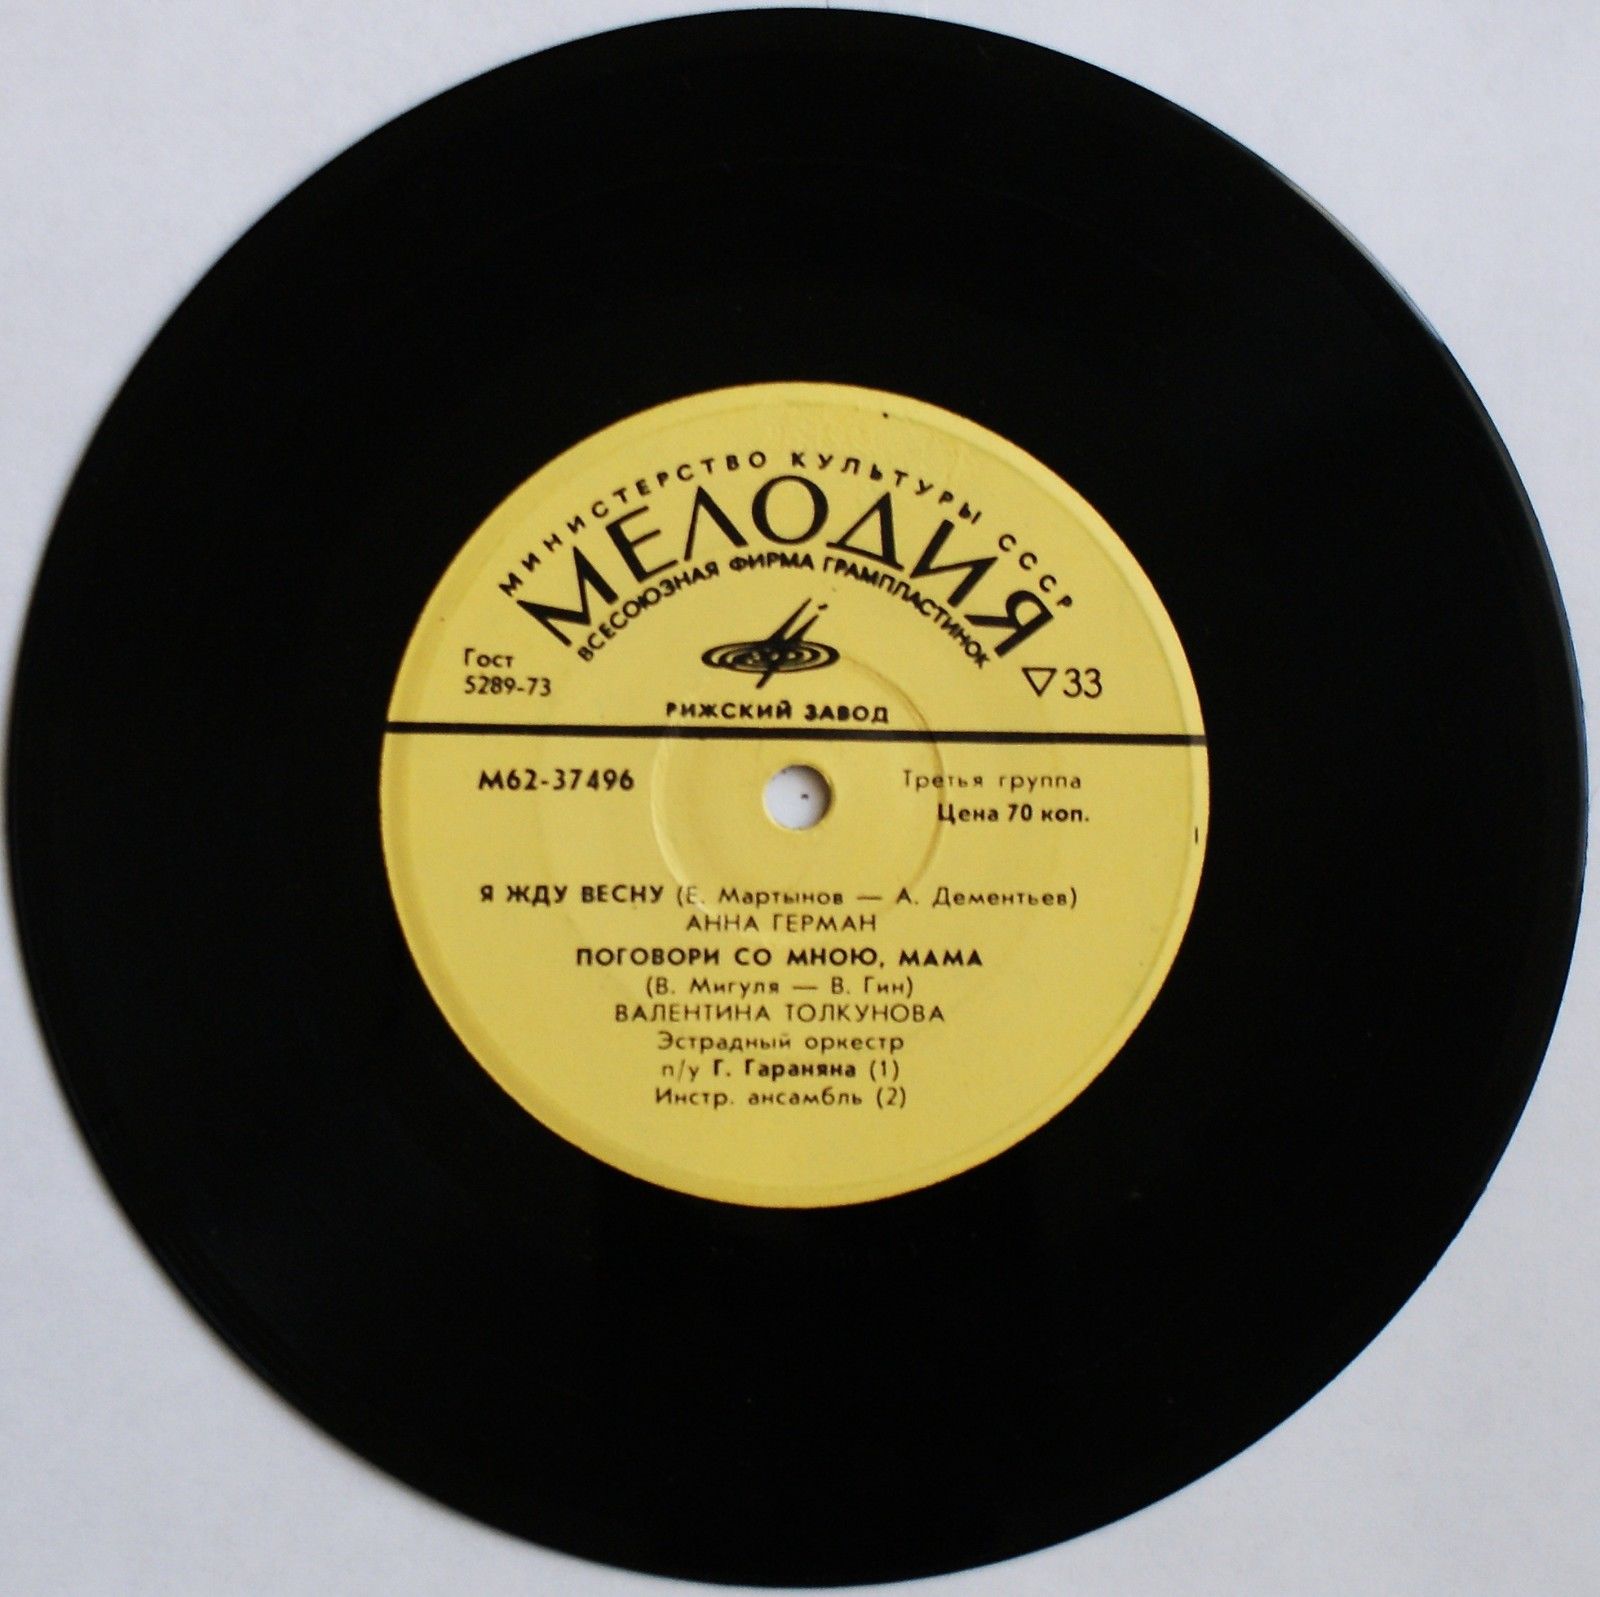 МИНИСТЕРСТВО КУЛЬТУРЫ СССР
МЕЛОДИЯ
ВСЕСОЮЗНАЯ ФИРМА ГРАМПЛАСТИНОК
Гост
5289-73
▽33
РИЖСКИЙ ЗАВОД
М62-37496
Третья группа
Цена 70 коп.
Я ЖДУ ВЕСНУ (Е. Мартынов — А. Дементьев)
АННА ГЕРМАН
ПОГОВОРИ СО МНОЮ, МАМА
(В. Мигуля — В. Гин)
ВАЛЕНТИНА ТОЛКУНОВА
Эстрадный оркестр
п/у Г. Гараняна (1)
Инстр. ансамбль (2)